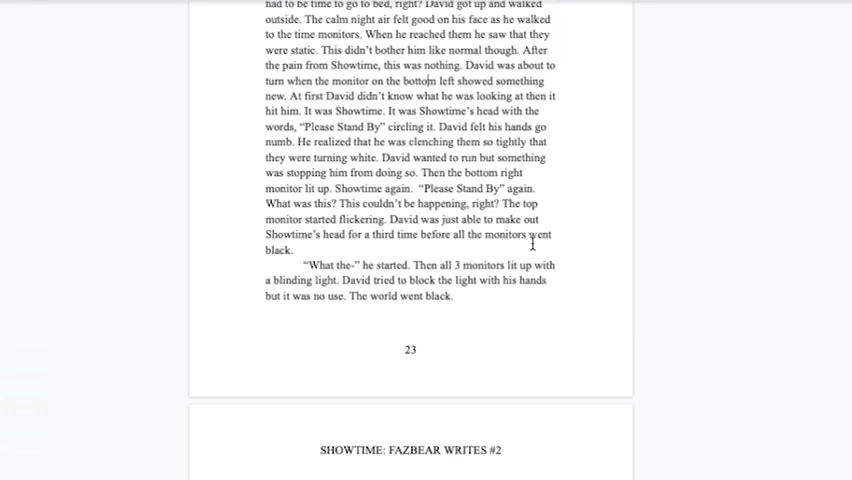 had to be time to go to bed, right? David got up and walked
outside. The calm night air felt good on his face as he walked
to the time monitors. When he reached them he saw that they
were static. This didn’t bother him like normal though. After
the pain from Showtime, this was nothing. David was about to
turn when the monitor on the bottom left showed something
new. At first David didn’t know what he was looking at then it
hit him. It was Showtime. It was Showtime’s head with the
words, “Please Stand By” circling it. David felt his hands go
numb. He realized that he was clenching them so tightly that
they were turning white. David wanted to run but something
was stopping him from doing so. Then the bottom right
monitor lit up. Showtime again.  “Please Stand By” again.
What was this? This couldn’t be happening, right? The top
monitor started flickering. David was just able to make out
Showtime’s head for a third time before all the monitors went
black.
“What the-” he started. Then all 3 monitors lit up with
a blinding light. David tried to block the light with his hands
but it was no use. The world went black.
23
SHOWTIME: FAZBEAR WRITES #2